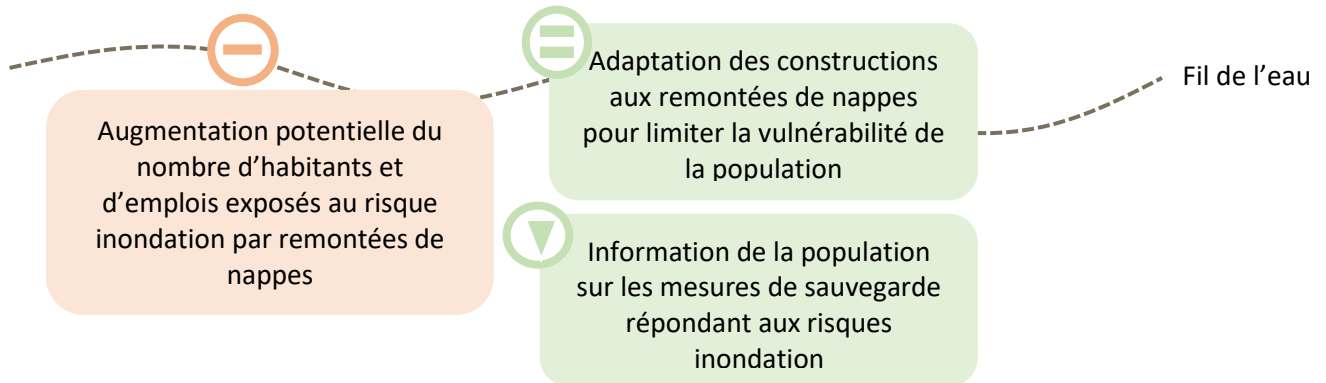 Augmentation potentielle du
nombre d’habitants et
d’emplois exposés au risque
inondation par remontées de
nappes
Adaptation des constructions
aux remontées de nappes
pour limiter la vulnérabilité de
la population
Information de la population
sur les mesures de sauvegarde
répondant aux risques
inondation
Fil de l’eau